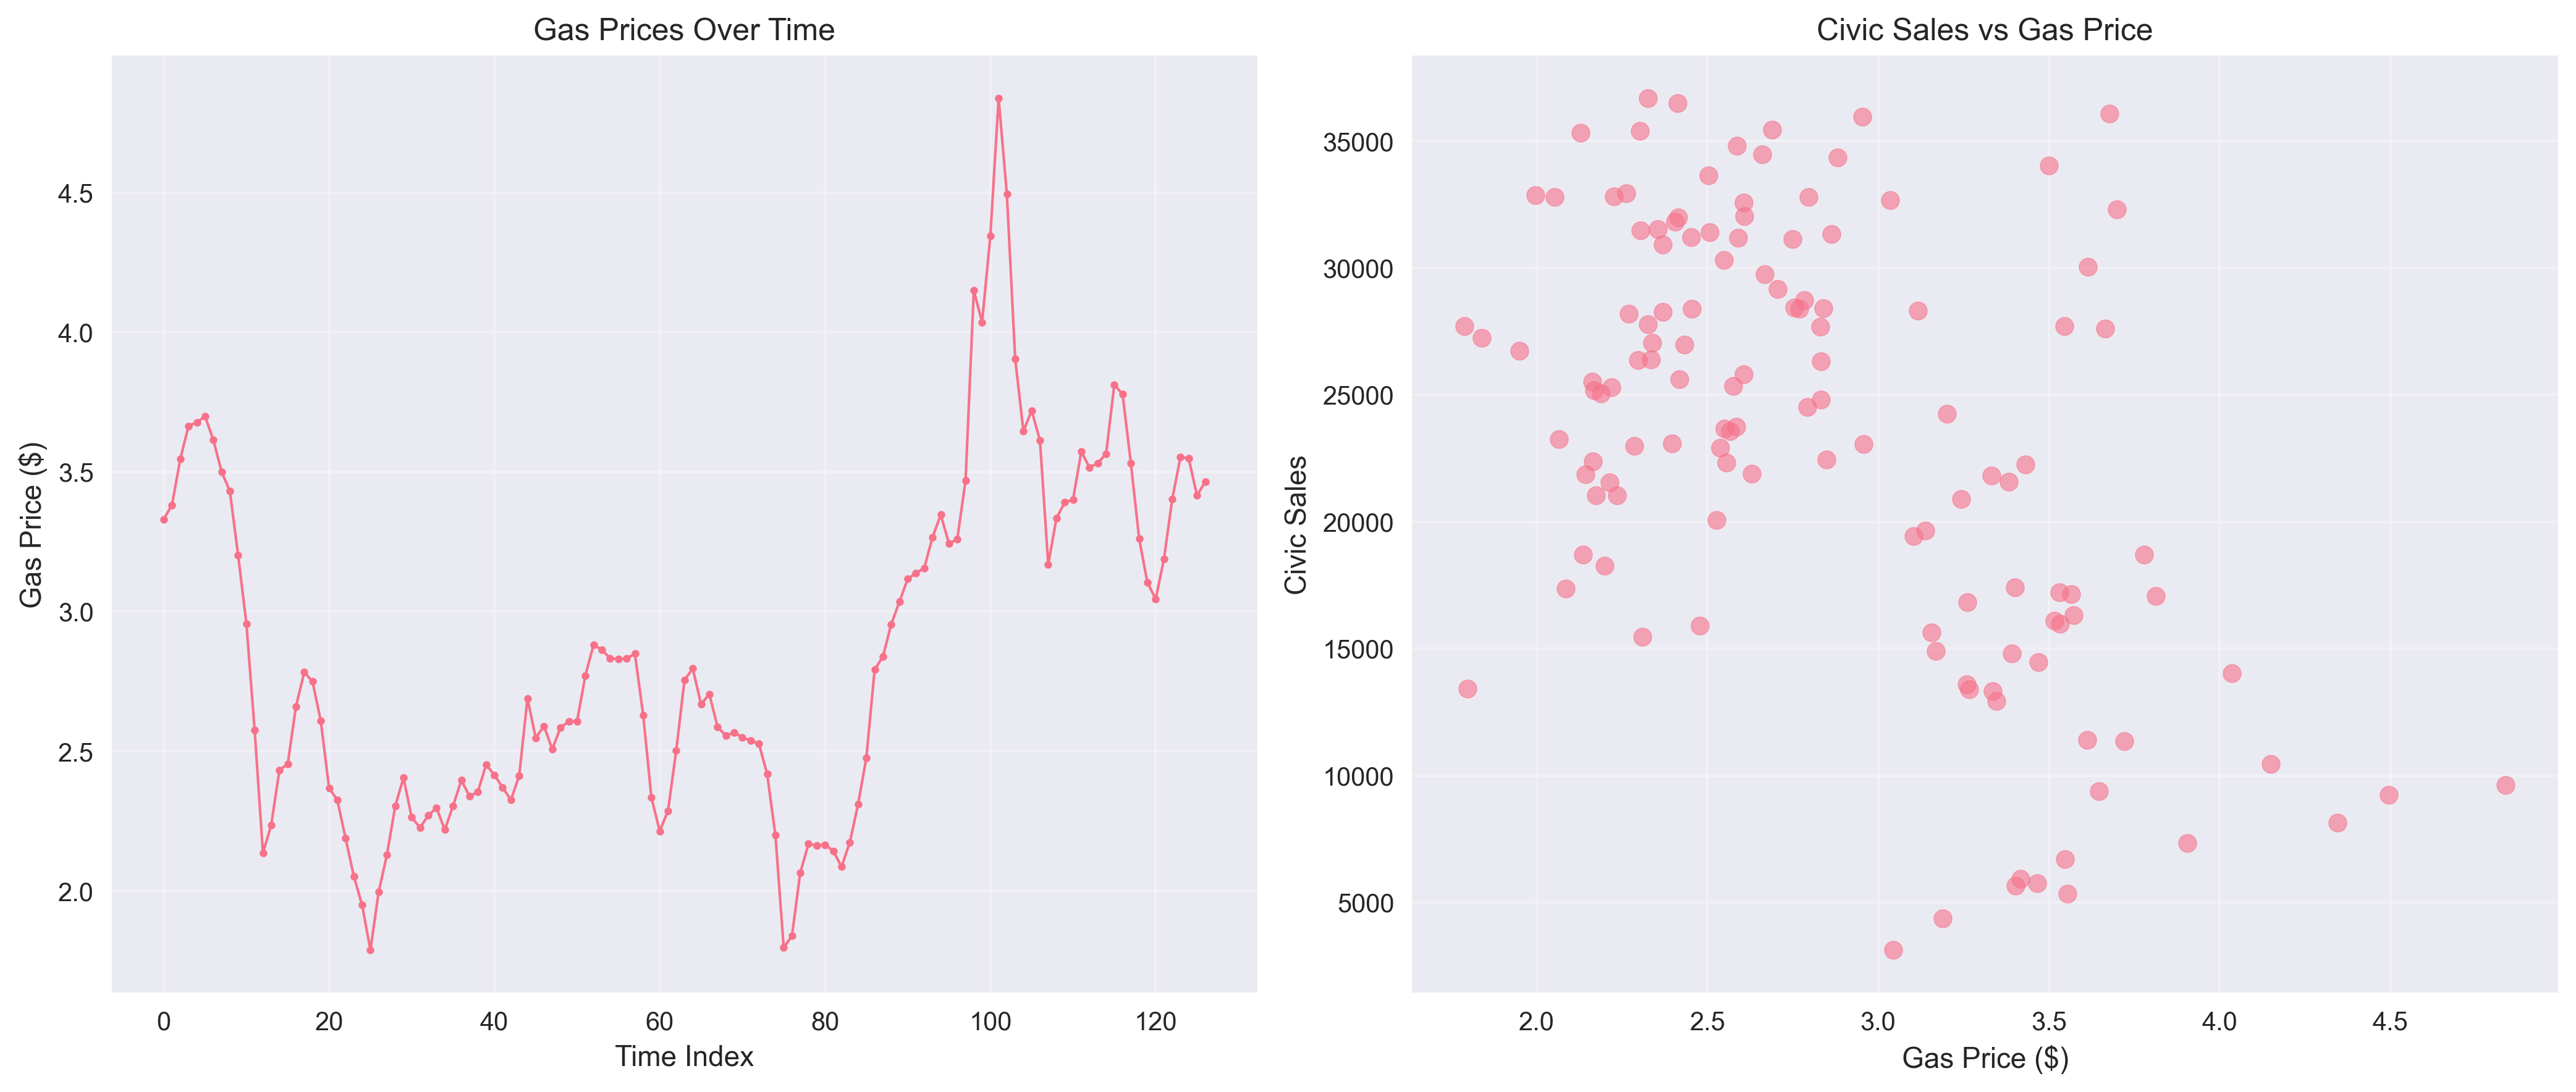 Gas Prices Over Time
Gas Price ($)
4.5
4.0
3.5
3.0
2.5
2.0
0 20 40 60 80 100 120
Time Index
Civic Sales vs Gas Price
Civic Sales
35000
30000
25000
20000
15000
10000
5000
2.0 2.5 3.0 3.5 4.0 4.5
Gas Price ($)